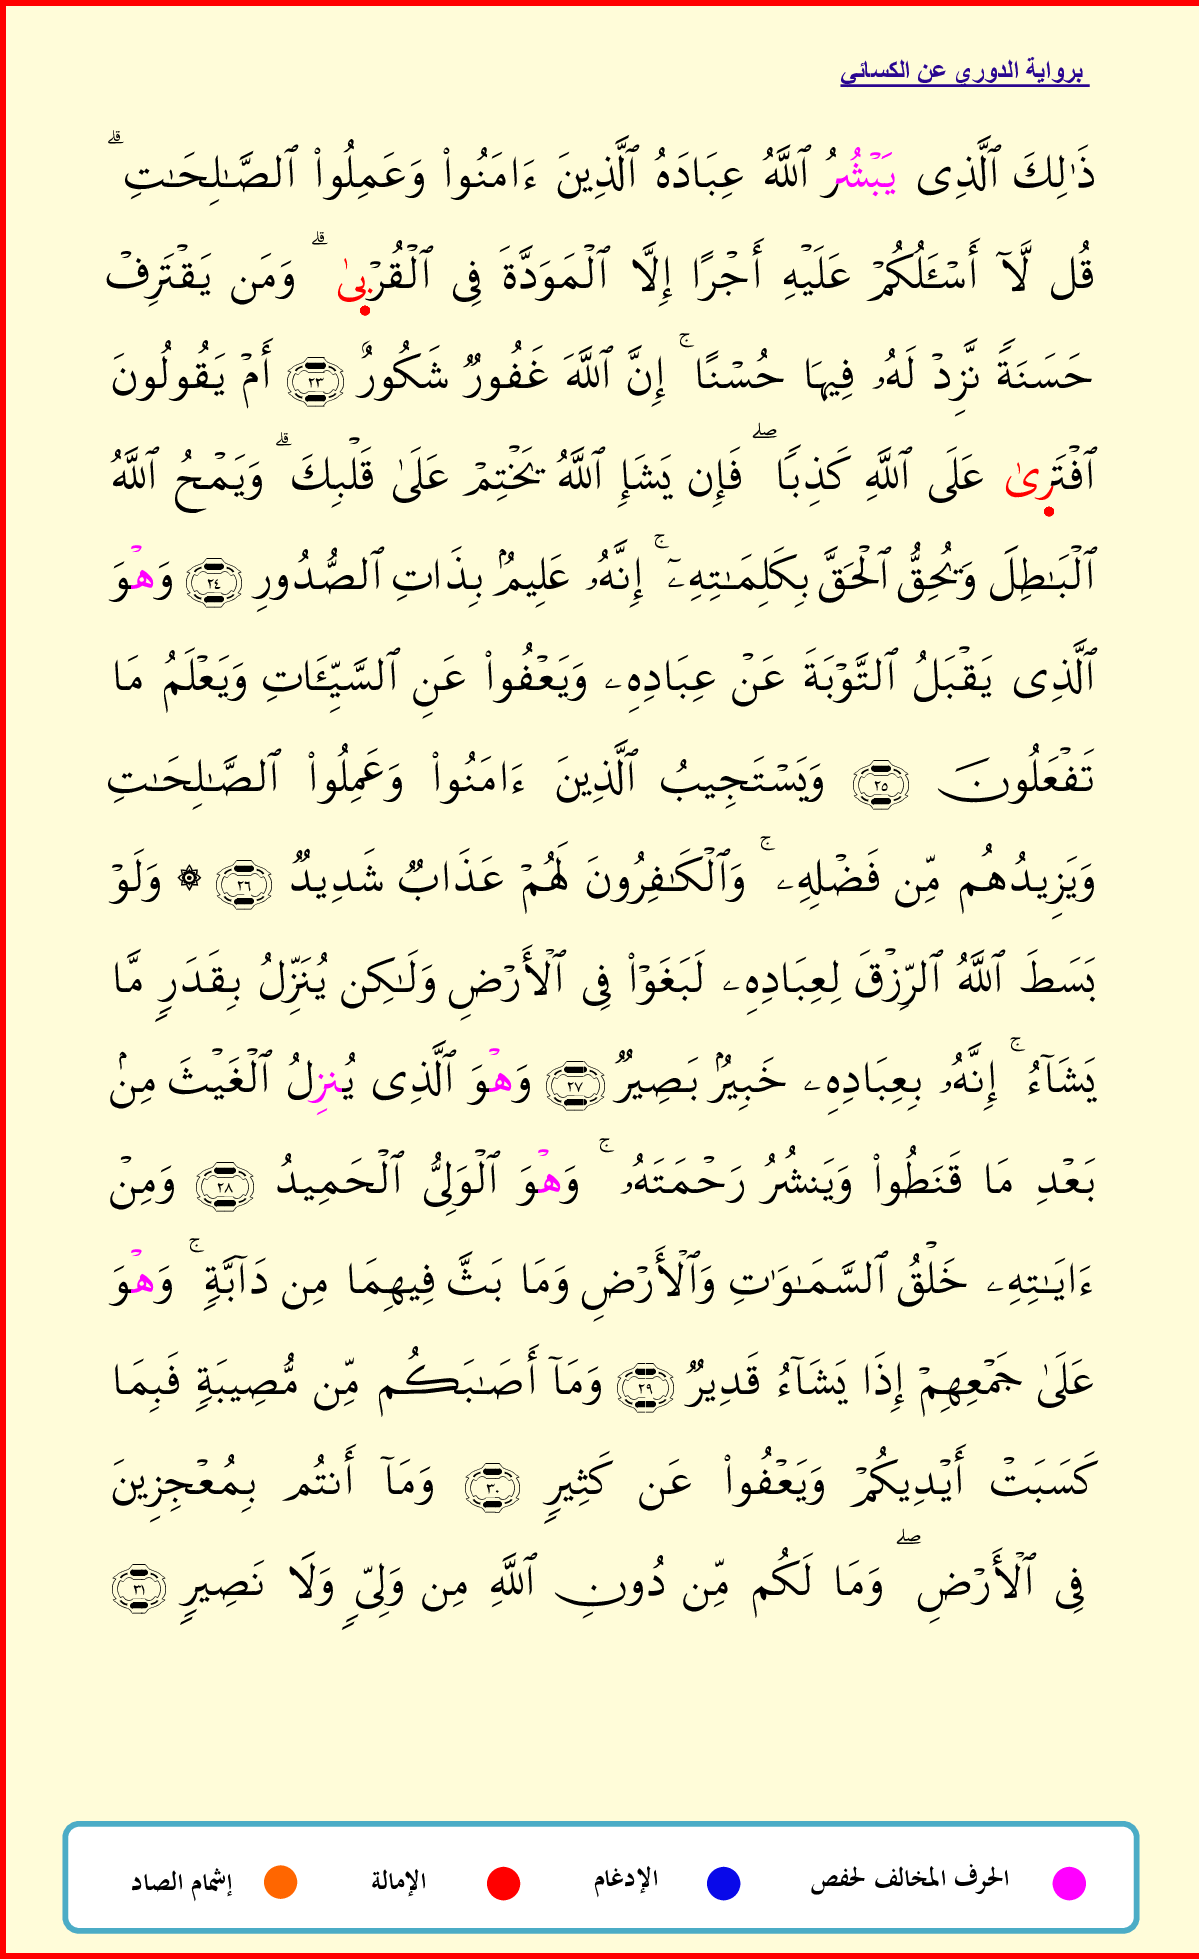 برواية الدوري عن الكسائي
ذَٰلِكَ ٱلَّذِى يَبْشُرُ ٱللَّهُ عِبَادَهُ ٱلَّذِينَ ءَامَنُوا۟ وَعَمِلُوا۟ ٱلصَّـٰلِحَـٰتِ ۗ
قُل لَّآ أَسْـَٔلُكُمْ عَلَيْهِ أَجْرًا إِلَّا ٱلْمَوَدَّةَ فِى ٱلْقُرْبىٰ ۗ وَمَن يَقْتَرِفْ
حَسَنَةً نَّزِدْ لَهُۥ فِيهَا حُسْنًا ۚ إِنَّ ٱللَّهَ غَفُورٌ شَكُورٌ ٢٣ أَمْ يَقُولُونَ
ٱفْتَرىٰ عَلَى ٱللَّهِ كَذِبًا ۖ فَإِن يَشَإِ ٱللَّهُ يَخْتِمْ عَلَىٰ قَلْبِكَ ۗ وَيَمْحُ ٱللَّهُ
ٱلْبَـٰطِلَ وَيُحِقُّ ٱلْحَقَّ بِكَلِمَـٰتِهِۦٓ ۚ إِنَّهُۥ عَلِيمٌۢ بِذَاتِ ٱلصُّدُورِ ٢٤ وَهْوَ
ٱلَّذِى يَقْبَلُ ٱلتَّوْبَةَ عَنْ عِبَادِهِۦ وَيَعْفُوا۟ عَنِ ٱلسَّيِّـَٔاتِ وَيَعْلَمُ مَا
تَفْعَلُونَ ٢٥ وَيَسْتَجِيبُ ٱلَّذِينَ ءَامَنُوا۟ وَعَمِلُوا۟ ٱلصَّـٰلِحَـٰتِ
وَيَزِيدُهُم مِّن فَضْلِهِۦ ۚ وَٱلْكَـٰفِرُونَ لَهُمْ عَذَابٌ شَدِيدٌ ٢٦ ۞ وَلَوْ
بَسَطَ ٱللَّهُ ٱلرِّزْقَ لِعِبَادِهِۦ لَبَغَوْا۟ فِى ٱلْأَرْضِ وَلَـٰكِن يُنَزِّلُ بِقَدَرٍ مَّا
يَشَآءُ ۚ إِنَّهُۥ بِعِبَادِهِۦ خَبِيرٌۢ بَصِيرٌ ٢٧ وَهْوَ ٱلَّذِى يُنزِلُ ٱلْغَيْثَ مِنۢ
بَعْدِ مَا قَنَطُوا۟ وَيَنشُرُ رَحْمَتَهُۥ ۚ وَهْوَ ٱلْوَلِىُّ ٱلْحَمِيدُ ٢٨ وَمِنْ
ءَايَـٰتِهِۦ خَلْقُ ٱلسَّمَـٰوَٰتِ وَٱلْأَرْضِ وَمَا بَثَّ فِيهِمَا مِن دَآبَّةٍ ۚ وَهْوَ
عَلَىٰ جَمْعِهِمْ إِذَا يَشَآءُ قَدِيرٌ ٢٩ وَمَآ أَصَـٰبَكُم مِّن مُّصِيبَةٍ فَبِمَا
كَسَبَتْ أَيْدِيكُمْ وَيَعْفُوا۟ عَن كَثِيرٍ ٣٠ وَمَآ أَنتُم بِمُعْجِزِينَ
فِى ٱلْأَرْضِ ۖ وَمَا لَكُم مِّن دُونِ ٱللَّهِ مِن وَلِىٍّ وَلَا نَصِيرٍ ٣١
الحرف المخالف لحفص الإدغام الإمالة إشمام الصاد